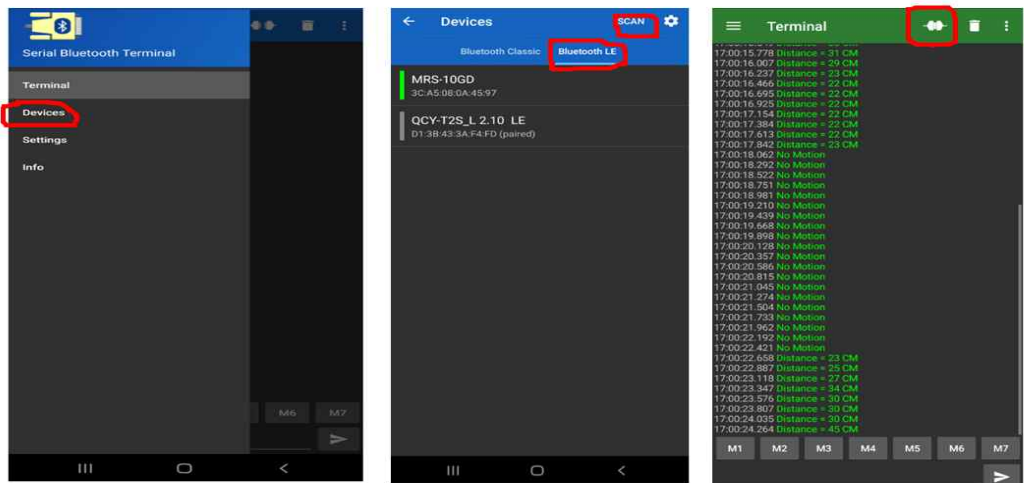 Serial Bluetooth Terminal
Terminal
Devices
Settings
Info
M6
M7
Devices
SCAN
Bluetooth Classic
Bluetooth LE
MRS-10GD
3C:A5:08:0A:45:97
QCY-T2S_L 2.10 LE
D1:3B:43:3A:F4:FD (paired)
Terminal
17:00:15.778 Distance = 31 CM
17:00:16.007 Distance = 29 CM
17:00:16.237 Distance = 23 CM
17:00:16.466 Distance = 22 CM
17:00:16.695 Distance = 22 CM
17:00:16.925 Distance = 22 CM
17:00:17.154 Distance = 22 CM
17:00:17.384 Distance = 22 CM
17:00:17.613 Distance = 22 CM
17:00:17.842 Distance = 23 CM
17:00:18.062 No Motion
17:00:18.292 No Motion
17:00:18.522 No Motion
17:00:18.751 No Motion
17:00:18.981 No Motion
17:00:19.210 No Motion
17:00:19.439 No Motion
17:00:19.668 No Motion
17:00:19.898 No Motion
17:00:20.128 No Motion
17:00:20.357 No Motion
17:00:20.586 No Motion
17:00:20.815 No Motion
17:00:21.045 No Motion
17:00:21.274 No Motion
17:00:21.504 No Motion
17:00:21.733 No Motion
17:00:21.962 No Motion
17:00:22.192 No Motion
17:00:22.421 No Motion
17:00:22.658 Distance = 23 CM
17:00:22.887 Distance = 25 CM
17:00:23.118 Distance = 27 CM
17:00:23.347 Distance = 34 CM
17:00:23.576 Distance = 30 CM
17:00:23.807 Distance = 30 CM
17:00:24.035 Distance = 30 CM
17:00:24.264 Distance = 45 CM
M1 M2 M3 M4 M5 M6 M7